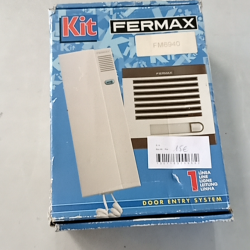 Kit FERMAX
FERMAX
1
LÍNEA
LINE
LIGNE
LEITUNG
LINHA
DOOR ENTRY SYSTEM